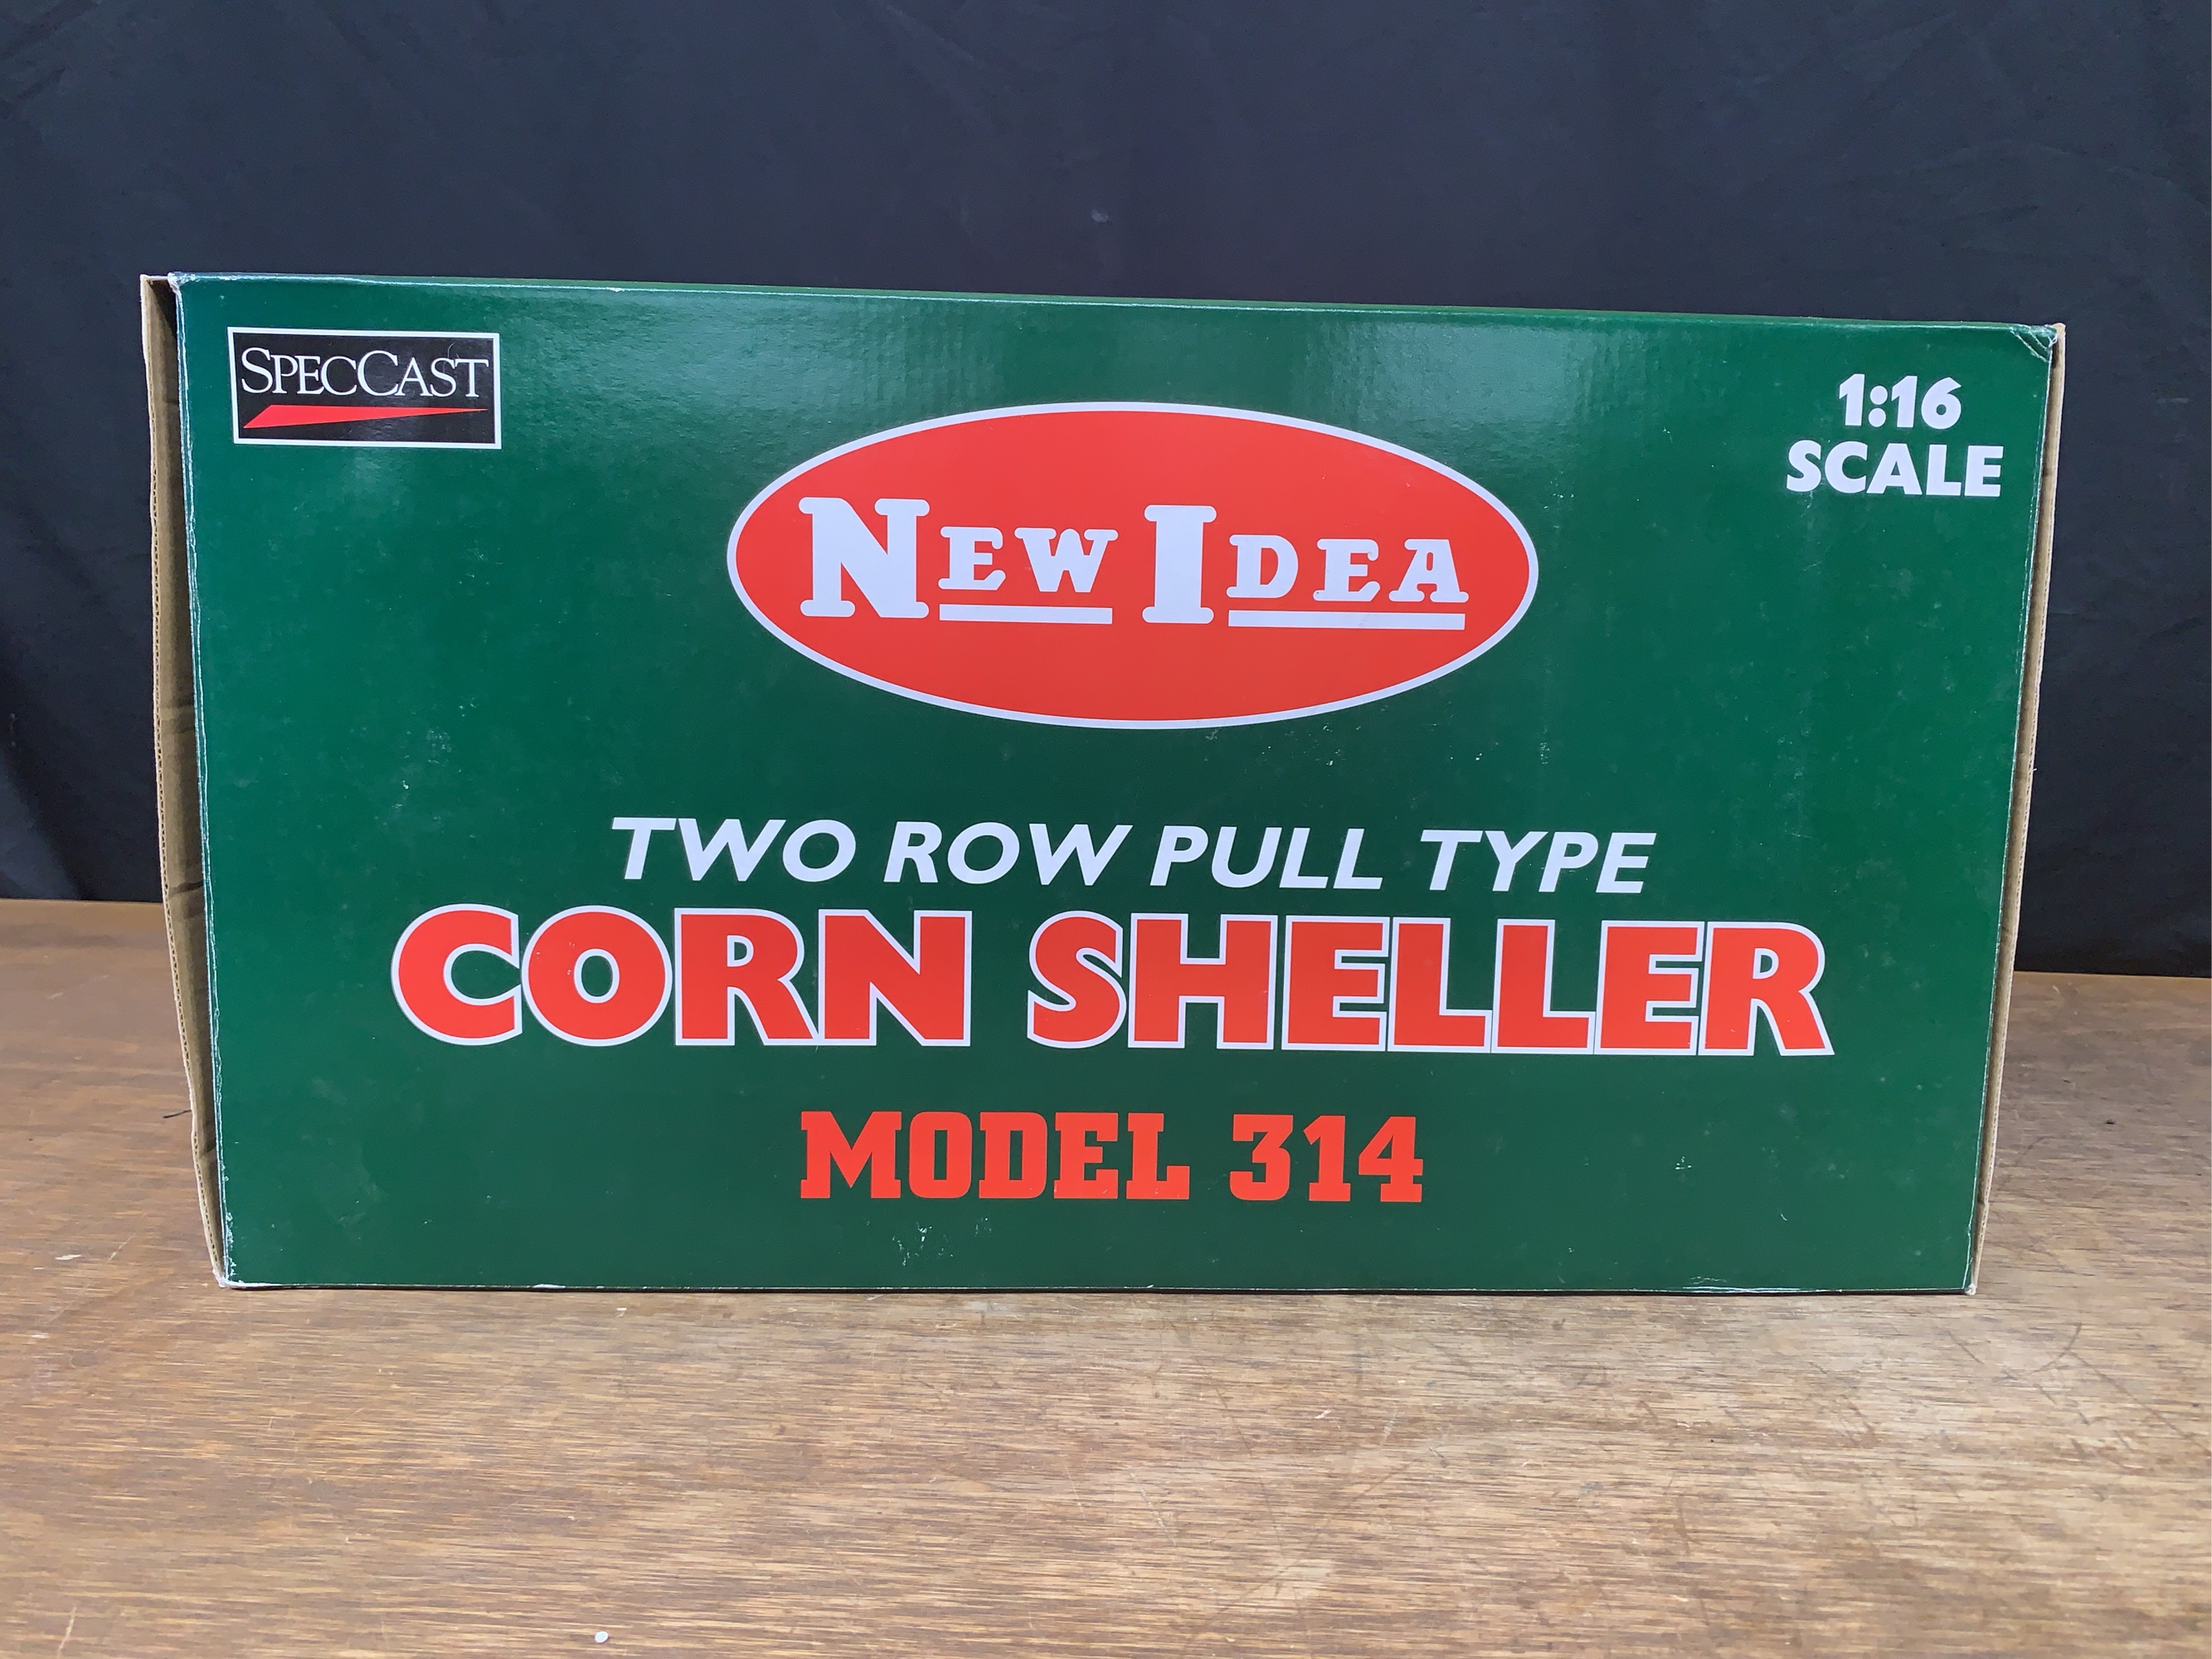 SPECCAST
1:16
SCALE
NEW IDEA
TWO ROW PULL TYPE
CORN SHELLER
MODEL 314